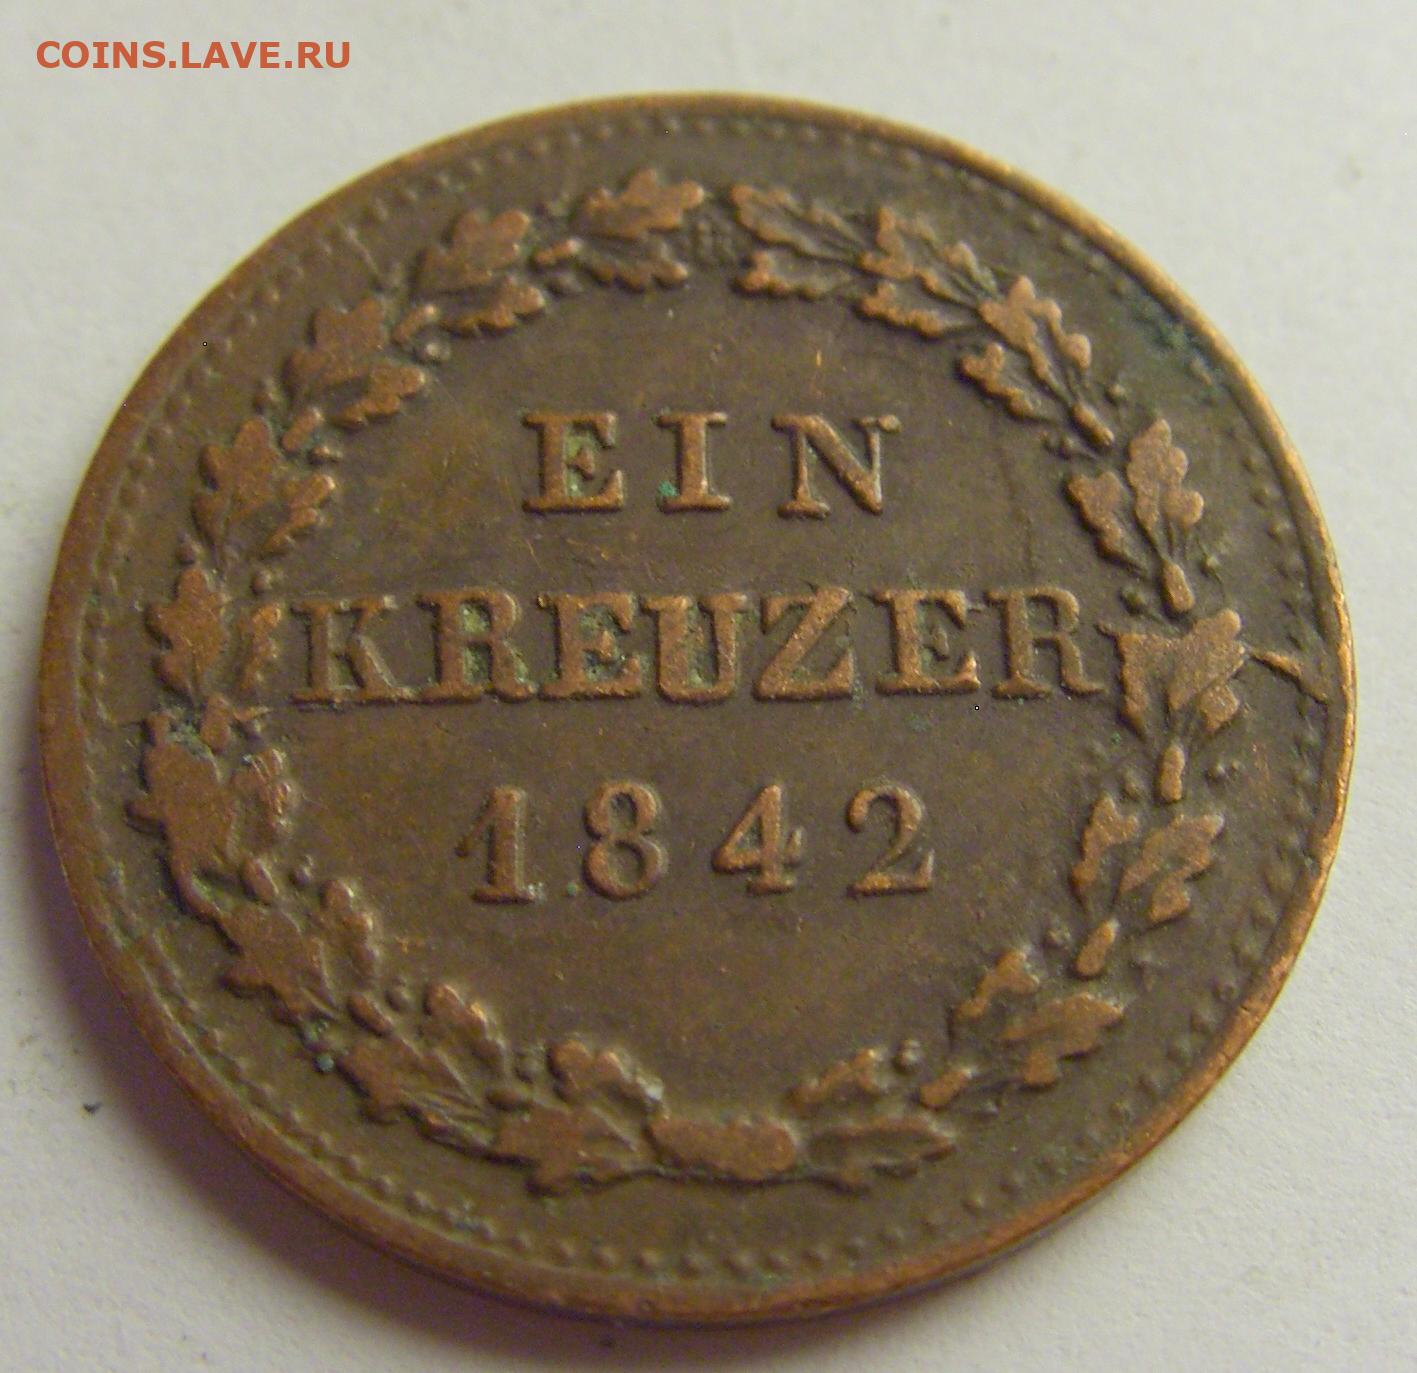 COINS.LAVE.RU
EIN
KREUZER
1842